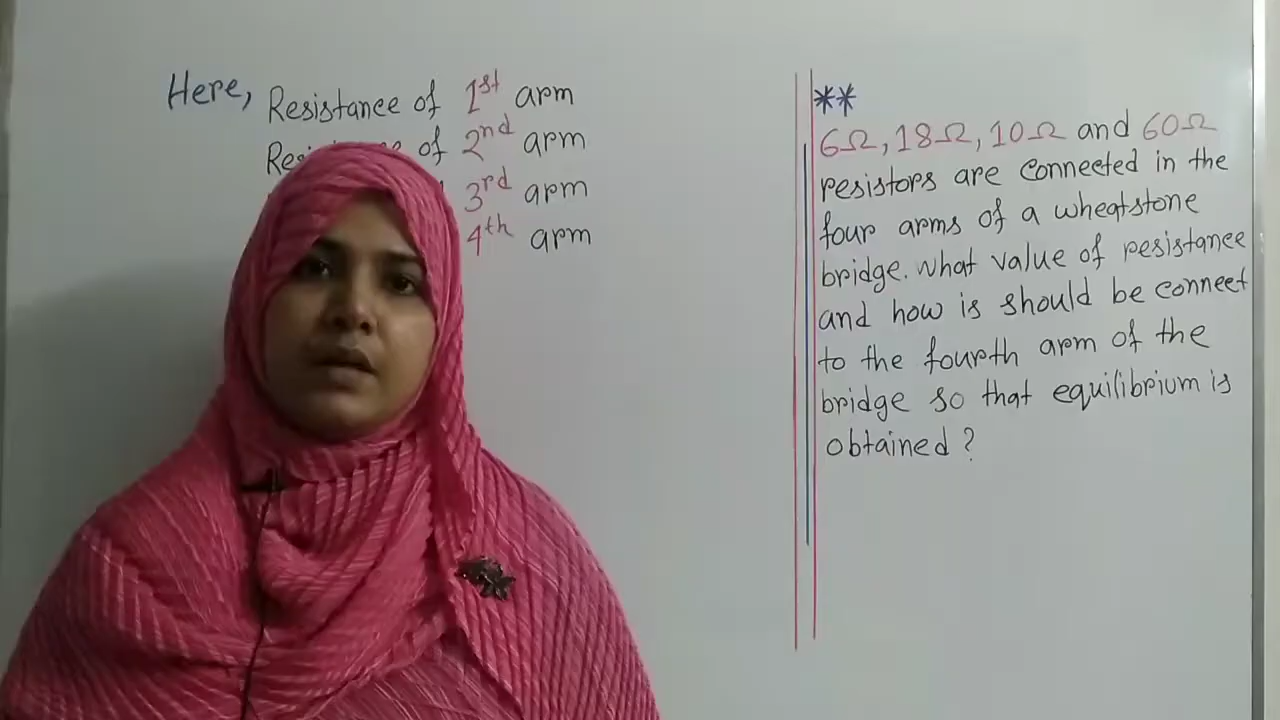 Here, Resistance of 1st arm
of 2nd arm
3rd arm
4th arm
**
6Ω, 18Ω, 10Ω and 60Ω
resistors are connected in the
four arms of a wheatstone
bridge. What value of resistance
and how is should be connect
to the fourth arm of the
bridge so that equilibrium is
obtained?